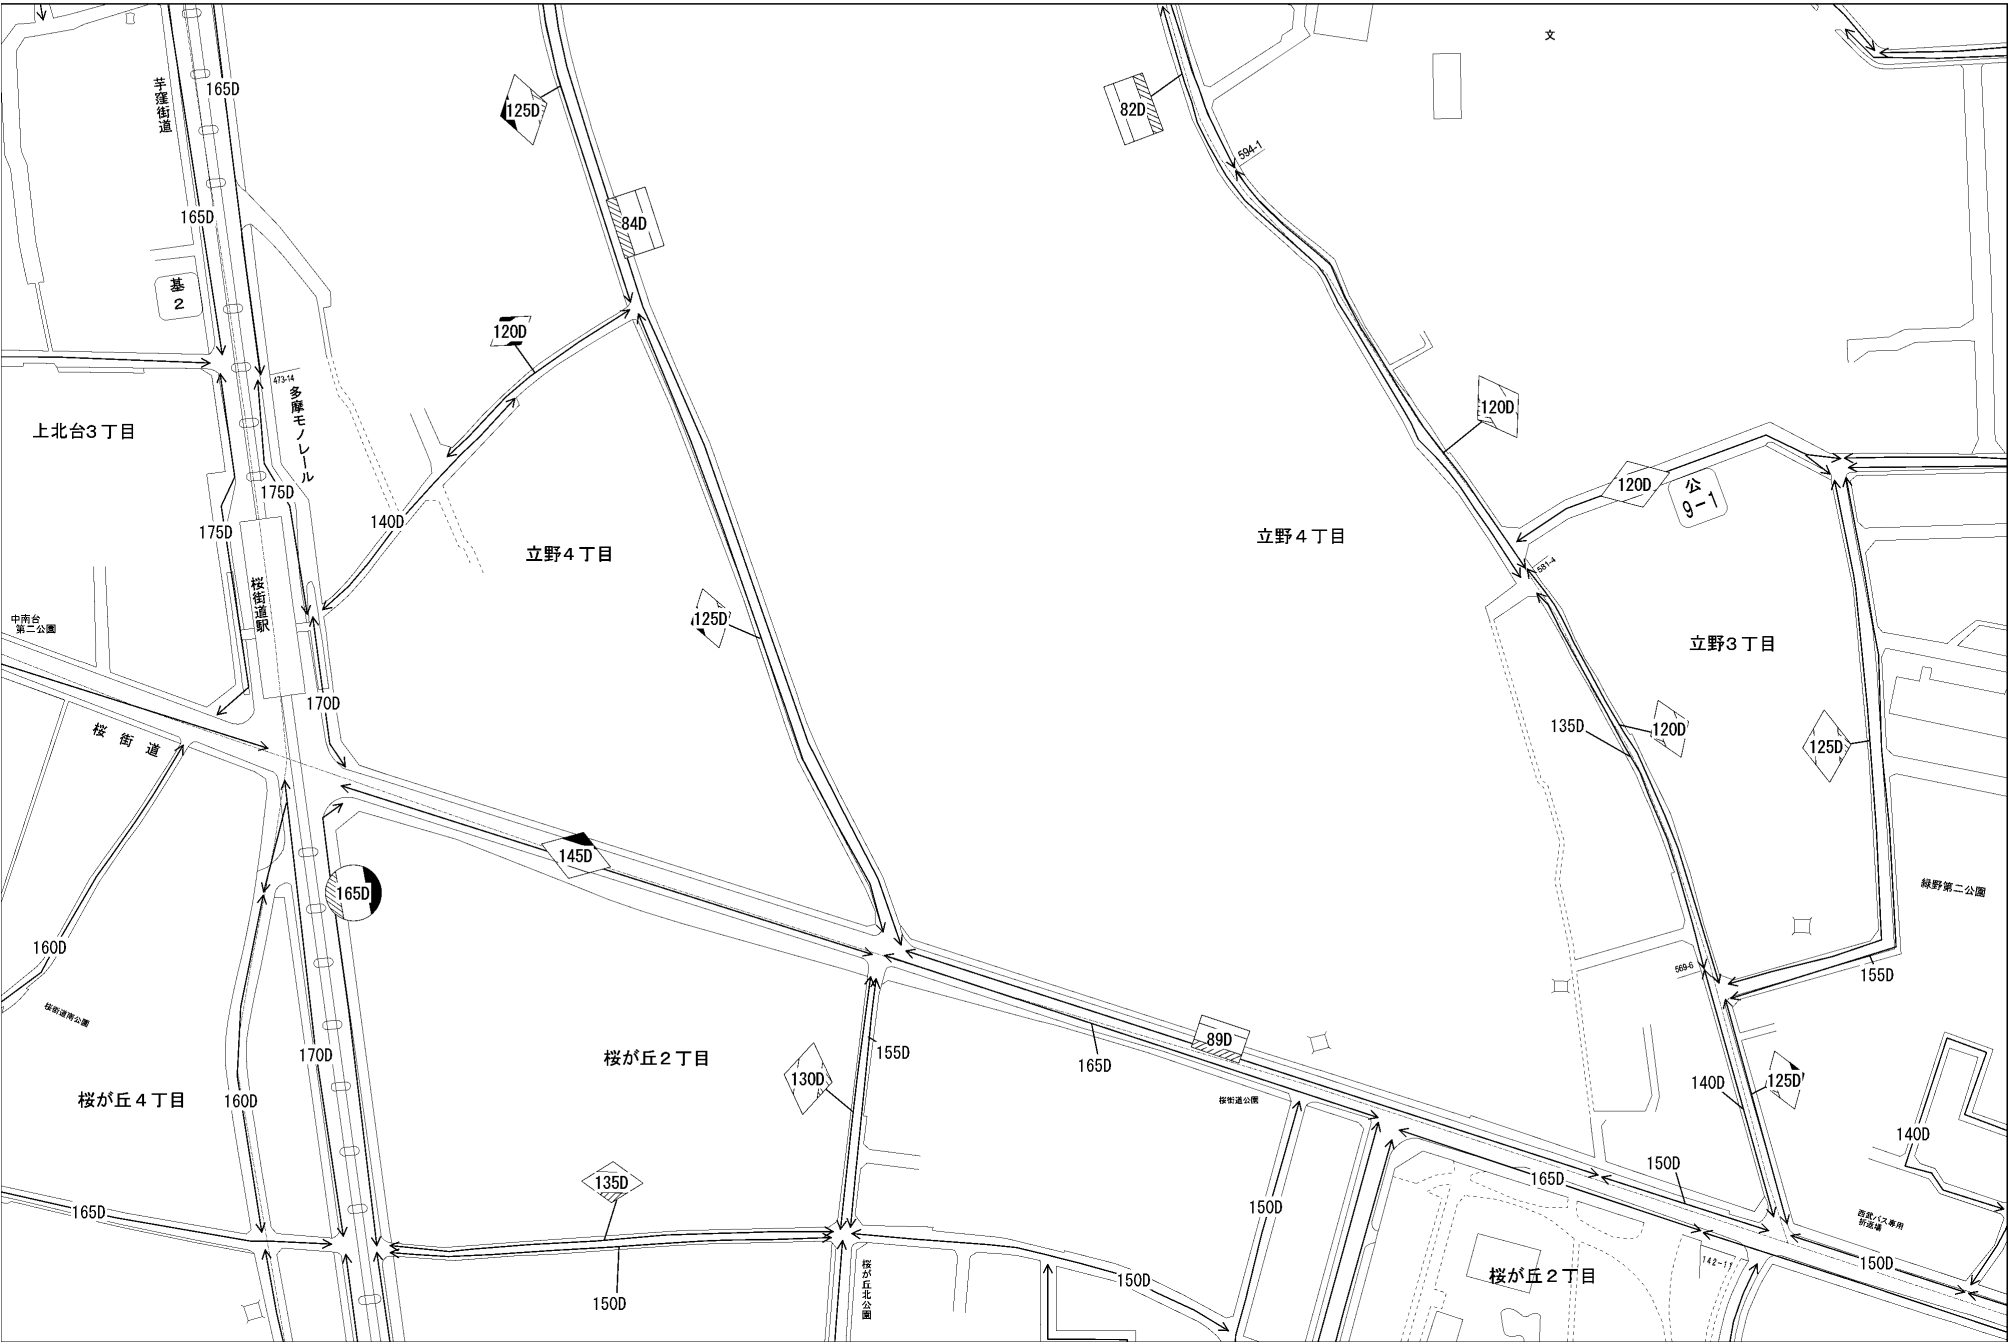 文
165D
芋窪街道
125D
82D
594-1
165D
84D
基
2
120D
473-14
多摩モノレール
120D
上北台3丁目
175D
120D
公
9-1
140D
175D
立野4丁目
立野4丁目
581-4
桜街道駅
中南台
第二公園
125D
立野3丁目
170D
135D
120D
125D
桜街道
145D
165D
緑野第二公園
160D
569-6
155D
桜街道南公園
170D
桜が丘2丁目
155D
89D
165D
130D
140D
125D
桜が丘4丁目
160D
桜街道公園
140D
150D
135D
165D
165D
150D
西武バス専用
折返場
142-11
150D
桜が丘2丁目
150D
150D
桜が丘北公園
150D